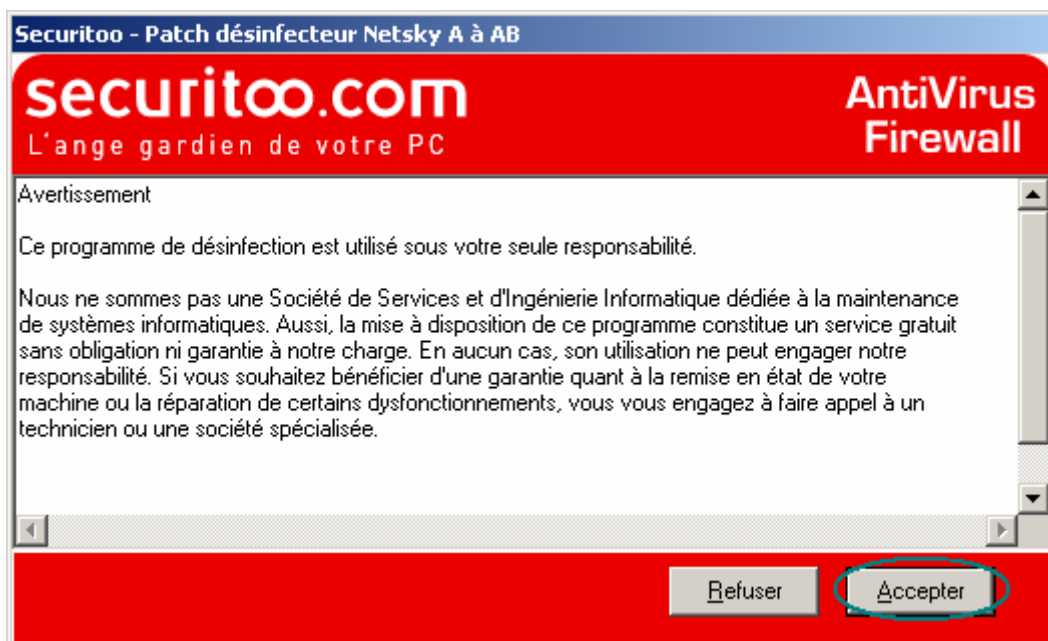 Securitoo - Patch désinfecteur Netsky A à AB
securitoo.com
L'ange gardien de votre PC
AntiVirus
Firewall
Avertissement
Ce programme de désinfection est utilisé sous votre seule responsabilité.
Nous ne sommes pas une Société de Services et d'Ingénierie Informatique dédiée à la maintenance
de systèmes informatiques. Aussi, la mise à disposition de ce programme constitue un service gratuit
sans obligation ni garantie à notre charge. En aucun cas, son utilisation ne peut engager notre
responsabilité. Si vous souhaitez bénéficier d'une garantie quant à la remise en état de votre
machine ou la réparation de certains dysfonctionnements, vous vous engagez à faire appel à un
technicien ou une société spécialisée.
Refuser
Accepter